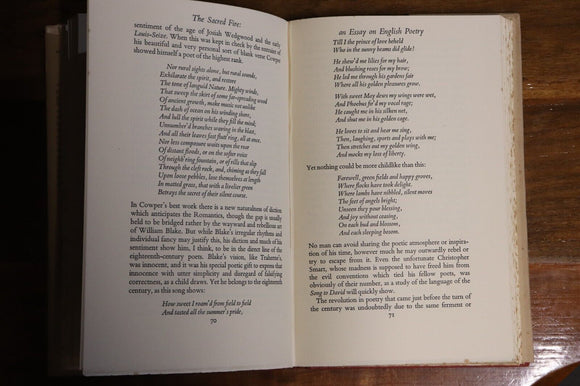 The Sacred Fire:
sentiment of the age of Josiah Wedgwood and the early
Louis-Seize. When this was kept in check by the restraint of
his beautiful and very personal sort of blank verse Cowper
showed himself a poet of the highest rank.
Nor rural sights alone, but rural sounds,
Exhilarate the spirit, and restore
The tone of languid Nature. Mighty winds,
That sweep the skirt of some far-spreading wood
Of ancient growth, make music not unlike
The dash of ocean on his winding shore,
And lull the spirit while they fill the mind;
Unnumber'd branches waving in the blast,
And all their leaves fast flutt'ring, all at once.
Nor less composure waits upon the roar
Of distant floods, or on the softer voice
Of neighb'ring fountain, or of rills that slip
Through the cleft rock, and, chiming as they fall
Upon loose pebbles, lose themselves at length
In matted grass, that with a livelier green
Betrays the secret of their silent course.
In Cowper's best work there is a new naturalness of diction
which anticipates the Romantics, though the gap is usually
held to be bridged rather by the wayward and rebellious art
of William Blake. But while Blake's irregular rhythms and
individual fancy may justify this, his diction and much of his
sentiment show him, I think, to be in the direct line of the
eighteenth-century poets. Blake's vision, like Traherne's,
was innocent, and it was his special poetic gift to express that
innocence with utter simplicity and disregard of falsifying
correctness, as a child draws. Yet he belongs to the eighteenth
century, as this song shows:
How sweet I roam'd from field to field
And tasted all the summer's pride,
70
an Essay on English Poetry
Till I the prince of love beheld
Who in the sunny beams did glide!
He shew'd me lilies for my hair,
And blushing roses for my brow;
He led me through his gardens fair
Where all his golden pleasures grow.
With sweet May dews my wings were wet,
And Phoebus fir'd my vocal rage;
He caught me in his silken net,
And shut me in his golden cage.
He loves to sit and hear me sing,
Then, laughing, sports and plays with me;
Then stretches out my golden wing,
And mocks my loss of liberty.
Yet nothing could be more childlike than this:
Farewell, green fields and happy groves,
Where flocks have took delight.
Where lambs have nibbled, silent moves
The feet of angels bright;
Unseen they pour blessing,
And joy without ceasing,
On each bud and blossom,
And each sleeping bosom.
No man can avoid sharing the poetic atmosphere or inspira-
tion of his time, however much he may outwardly rebel or
try to escape from it. Even the unfortunate Christopher
Smart, whose madness is supposed to have freed him from
the evil conventions which tied his fellow poets, was
obviously of their number, as a study of the language of the
Song to David will quickly show.
The revolution in poetry that came just before the turn of
the century was undoubtedly due to the same ferment or
71